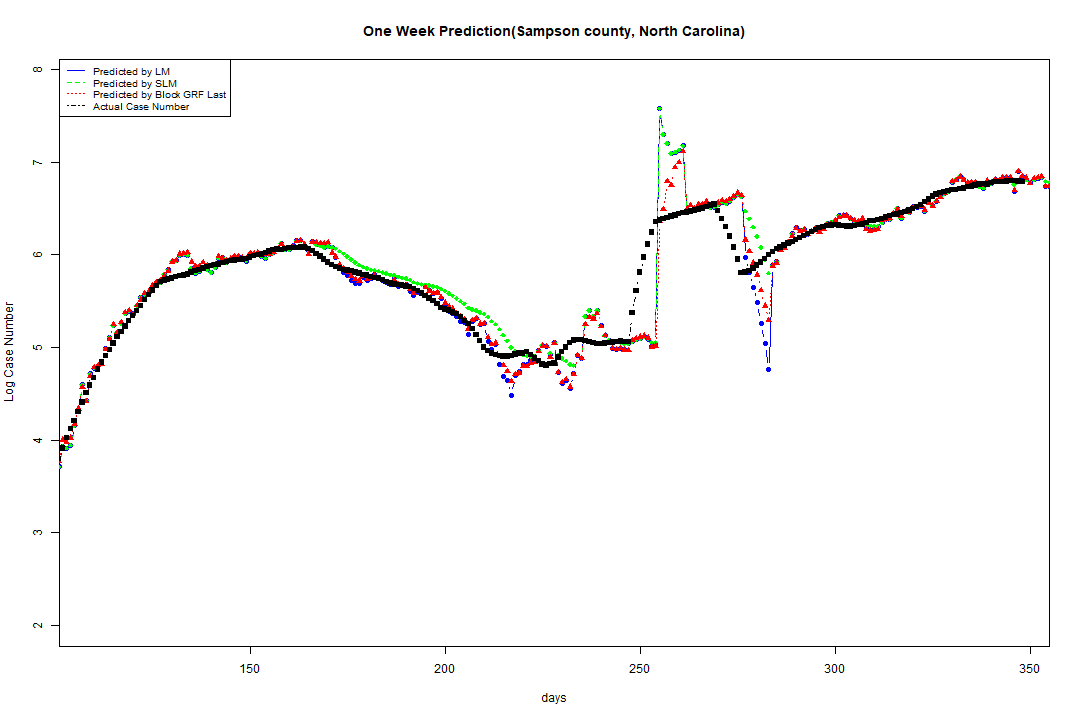 One Week Prediction(Sampson county, North Carolina)
Predicted by LM
Predicted by SLM
Predicted by Block GRF Last
Actual Case Number
8
7
6
5
4
3
2
Log Case Number
150 200 250 300 350
days